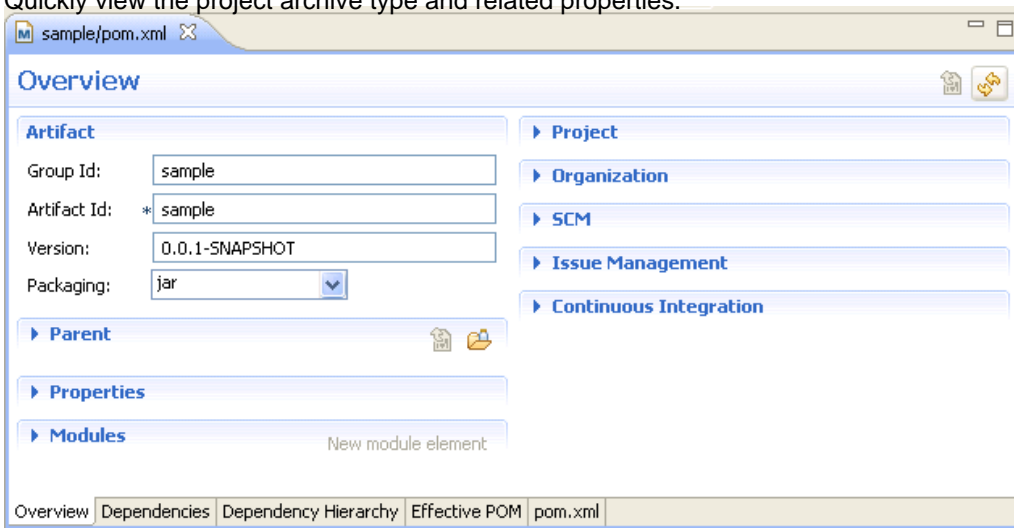 Quickly view the project archive type and related properties.
sample/pom.xml
Overview
Artifact
Group Id: sample
Artifact Id: * sample
Version: 0.0.1-SNAPSHOT
Packaging: jar
Parent
Properties
Modules
New module element
Project
Organization
SCM
Issue Management
Continuous Integration
Overview Dependencies Dependency Hierarchy Effective POM pom.xml